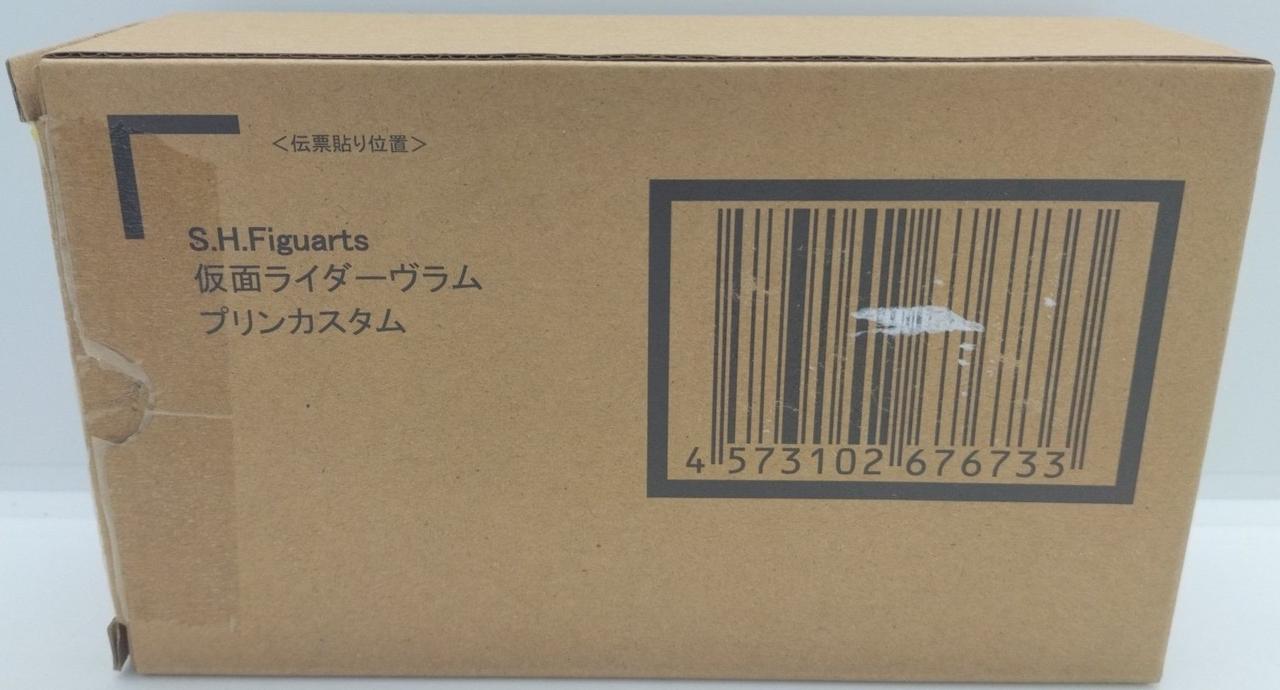 ＜伝票貼り位置＞
S.H.Figuarts
仮面ライダーヴラム
プリンカスタム
4 573102 676733